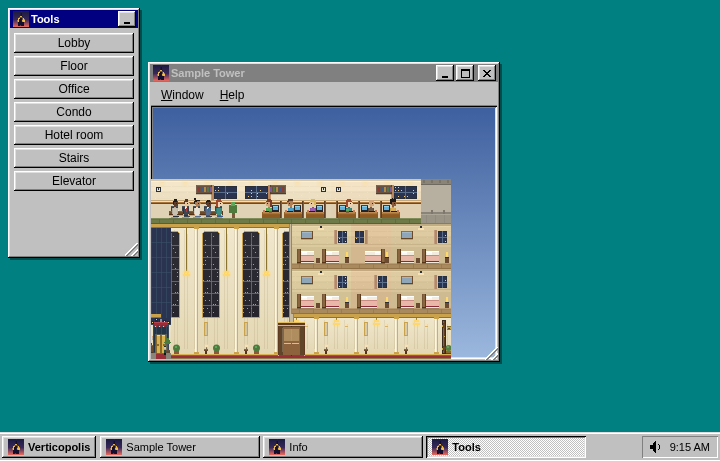 Tools
Lobby
Floor
Office
Condo
Hotel room
Stairs
Elevator
Sample Tower
Window Help
Verticopolis Sample Tower Info Tools 9:15 AM